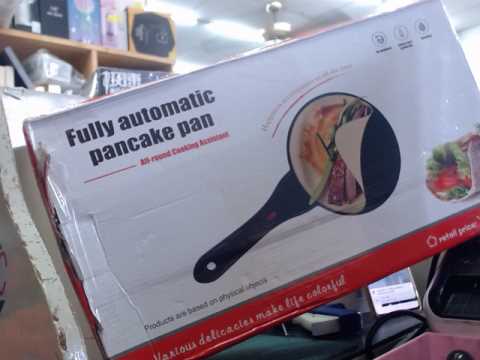 Fully automatic
pancake pan
All-round Cooking Assistant
Products are based on physical objects
Various delicacies make life colorful
retail price: